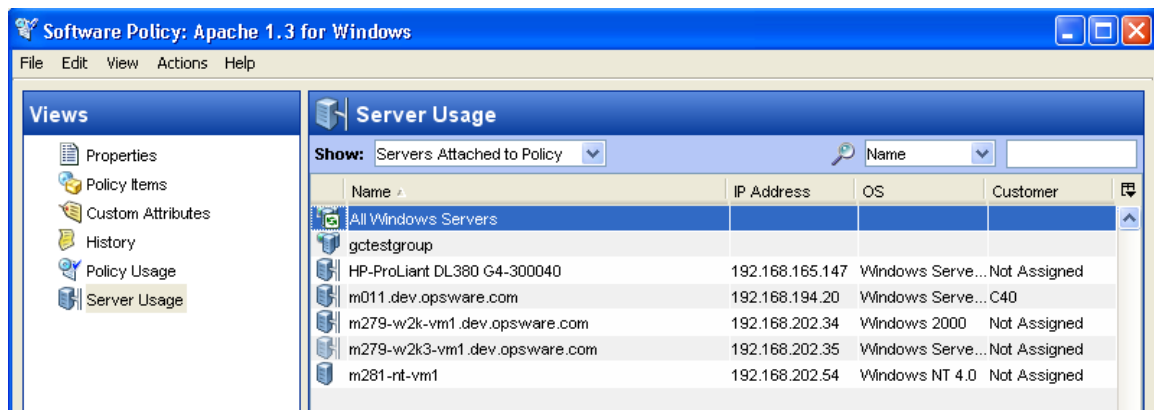 Software Policy: Apache 1.3 for Windows
File Edit View Actions Help
Views
Properties
Policy Items
Custom Attributes
History
Policy Usage
Server Usage
Server Usage
Show: Servers Attached to Policy Name
Name IP Address OS Customer
All Windows Servers
gctestgroup
HP-ProLiant DL380 G4-300040 192.168.165.147 Windows Serve... Not Assigned
m011.dev.opsware.com 192.168.194.20 Windows Serve... C40
m279-w2k-vm1.dev.opsware.com 192.168.202.34 Windows 2000 Not Assigned
m279-w2k3-vm1.dev.opsware.com 192.168.202.35 Windows Serve... Not Assigned
m281-nt-vm1 192.168.202.54 Windows NT 4.0 Not Assigned